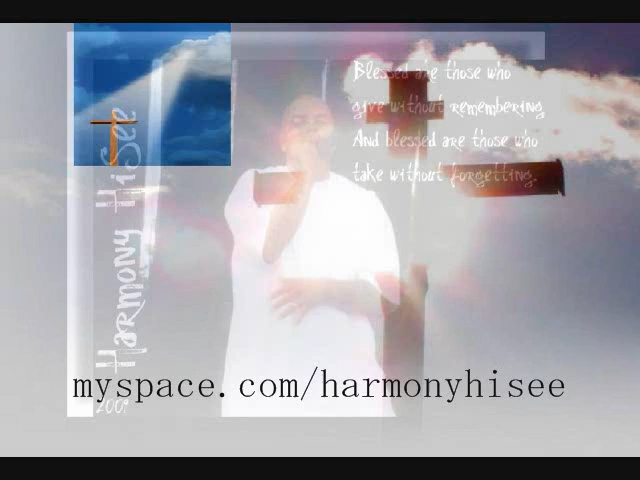 Blessed are those who
give without remembering
And blessed are those who
take without forgetting.
Harmony HiSee
myspace.com/harmonyhisee